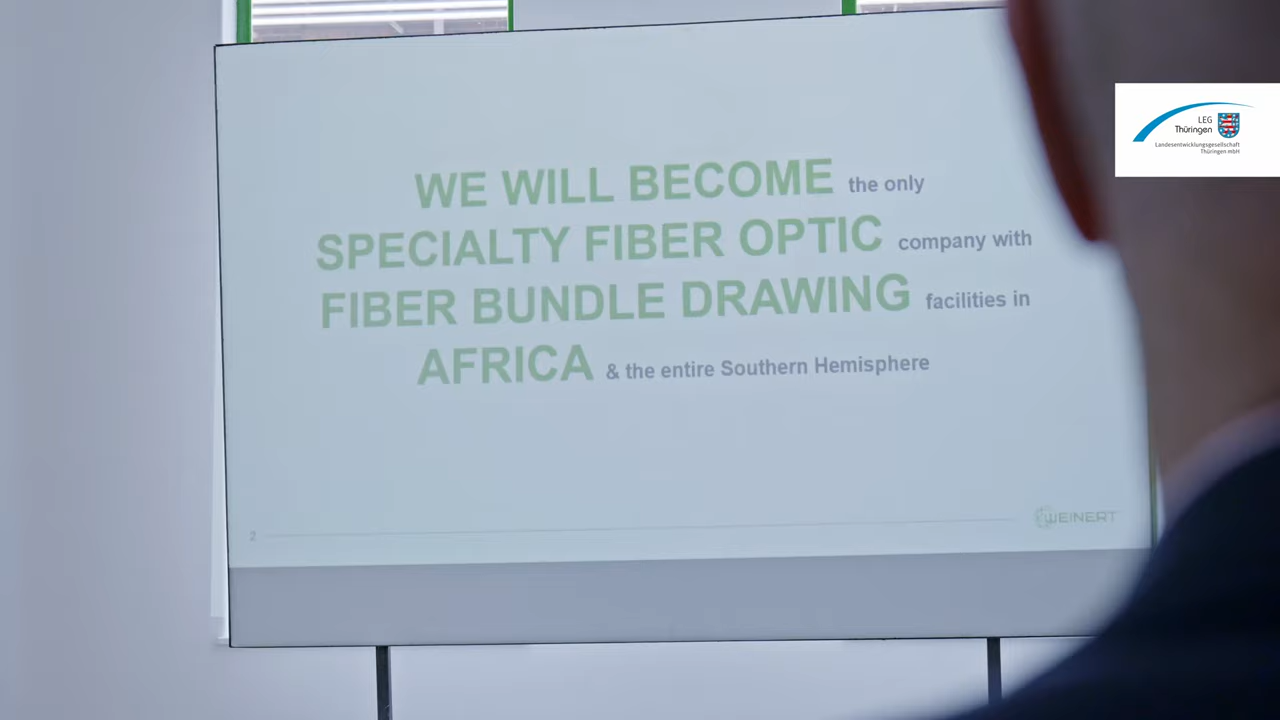 WE WILL BECOME the only
SPECIALTY FIBER OPTIC company with
FIBER BUNDLE DRAWING facilities in
AFRICA & the entire Southern Hemisphere
2
WEINERT
LEG
Thüringen
Landesentwicklungsgesellschaft
Thüringen mbH